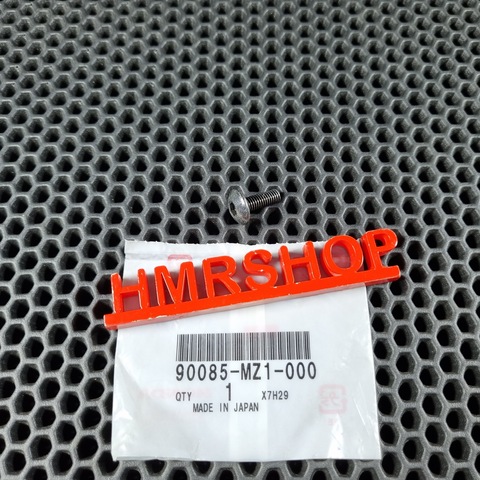 HMRSHOP
90085-MZ1-000
QTY 1 X7H29
MADE IN JAPAN